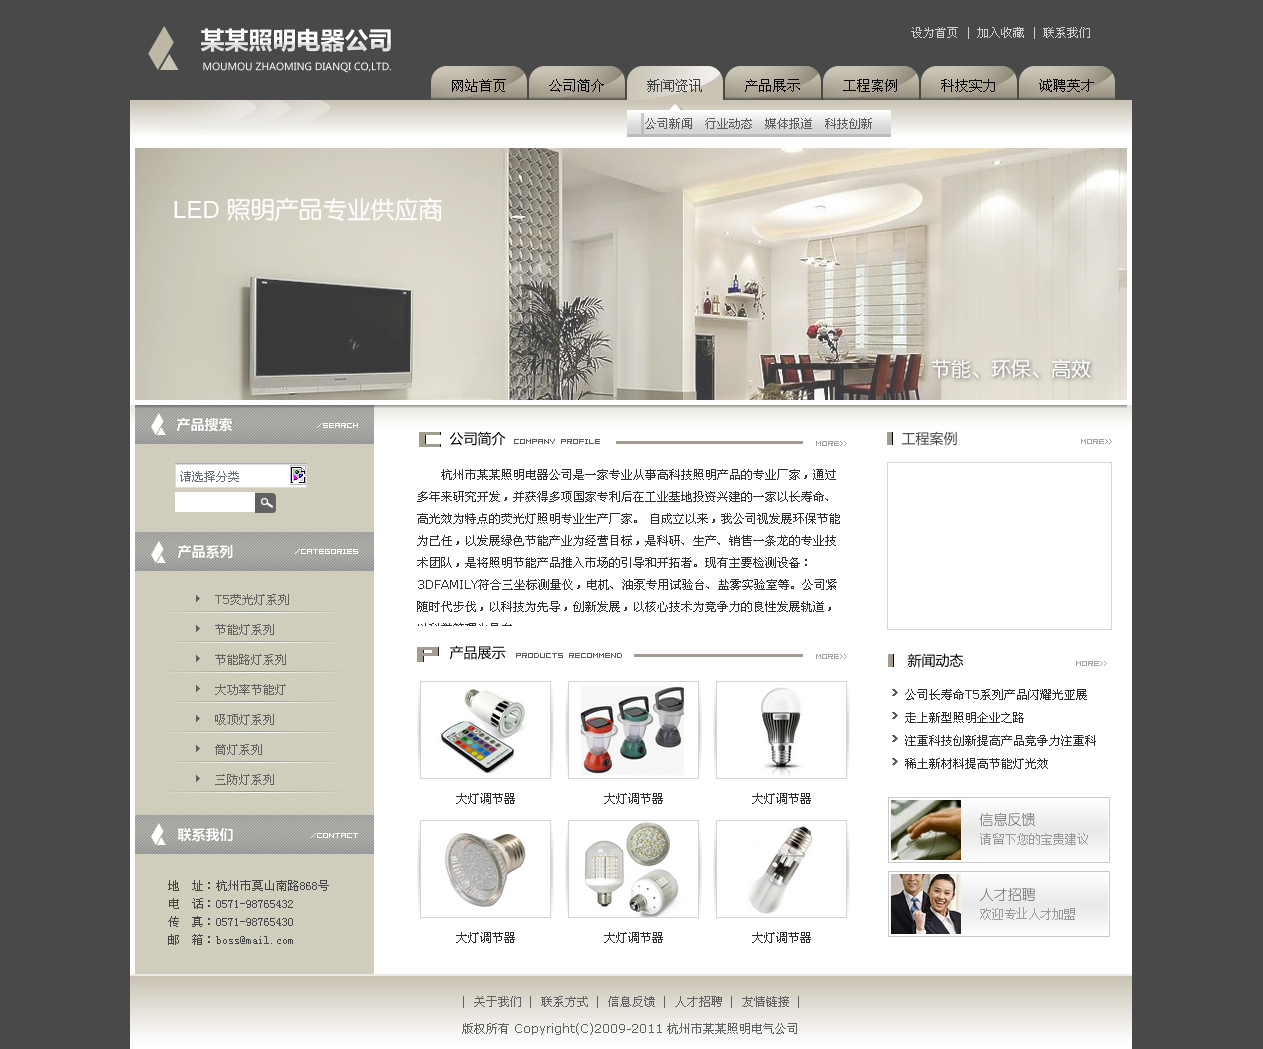 某某照明电器公司
MOUMOU ZHAOMING DIANQI CO,LTD.
设为首页 | 加入收藏 | 联系我们
网站首页 公司简介 新闻资讯 产品展示 工程案例 科技实力 诚聘英才
公司新闻 行业动态 媒体报道 科技创新
LED 照明产品专业供应商
节能、环保、高效
产品搜索 /SEARCH
请选择分类
产品系列 /CATEGORIES
T5荧光灯系列
节能灯系列
节能路灯系列
大功率节能灯
吸顶灯系列
筒灯系列
三防灯系列
联系我们 /CONTACT
地 址：杭州市莫山南路868号
电 话：0571-98765432
传 真：0571-98765430
邮 箱：boss@mail.com
公司简介 COMPANY PROFILE MORE>>
杭州市某某照明电器公司是一家专业从事高科技照明产品的专业厂家，通过
多年来研究开发，并获得多项国家专利后在工业基地投资兴建的一家以长寿命、
高光效为特点的荧光灯照明专业生产厂家。 自成立以来，我公司视发展环保节能
为已任，以发展绿色节能产业为经营目标，是科研、生产、销售一条龙的专业技
术团队，是将照明节能产品推入市场的引导和开拓者。现有主要检测设备：
3DFAMILY符合三坐标测量仪，电机、油泵专用试验台、盐雾实验室等。公司紧
随时代步伐，以科技为先导，创新发展，以核心技术为竞争力的良性发展轨道，
产品展示 PRODUCTS RECOMMEND MORE>>
大灯调节器 大灯调节器 大灯调节器
大灯调节器 大灯调节器 大灯调节器
工程案例 MORE>>
新闻动态 MORE>>
公司长寿命T5系列产品闪耀光亚展
走上新型照明企业之路
注重科技创新提高产品竞争力注重科
稀土新材料提高节能灯光效
信息反馈
请留下您的宝贵建议
人才招聘
欢迎专业人才加盟
| 关于我们 | 联系方式 | 信息反馈 | 人才招聘 | 友情链接 |
版权所有 Copyright(C)2009-2011 杭州市某某照明电气公司